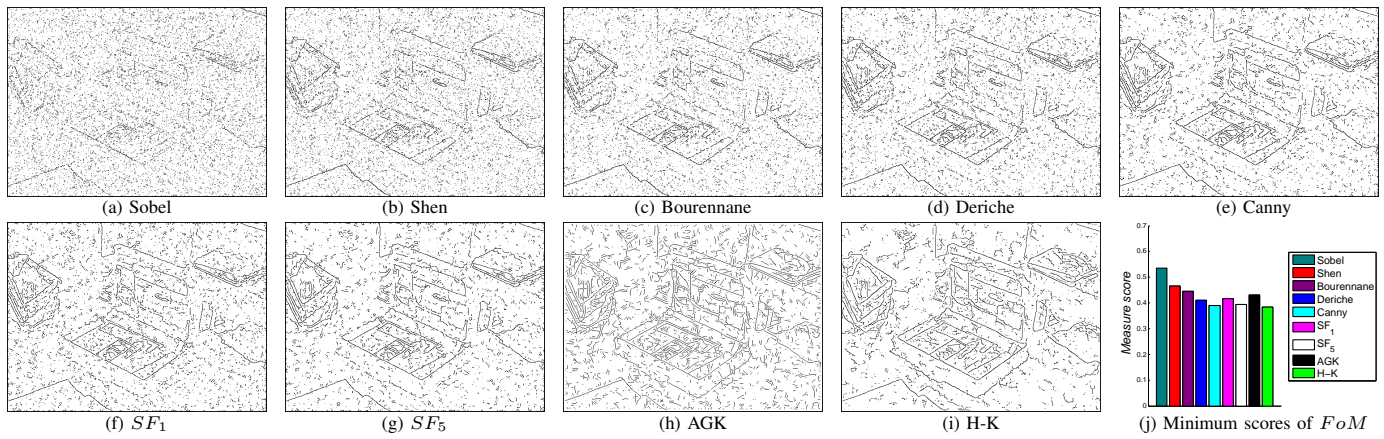 (a) Sobel
(b) Shen
(c) Bourennane
(d) Deriche
(e) Canny
(f) SF1
(g) SF5
(h) AGK
(i) H-K
Measure score
0.7
0.6
0.5
0.4
0.3
0.2
0.1
0
Sobel
Shen
Bourennane
Deriche
Canny
SF1
SF5
AGK
H−K
(j) Minimum scores of FoM